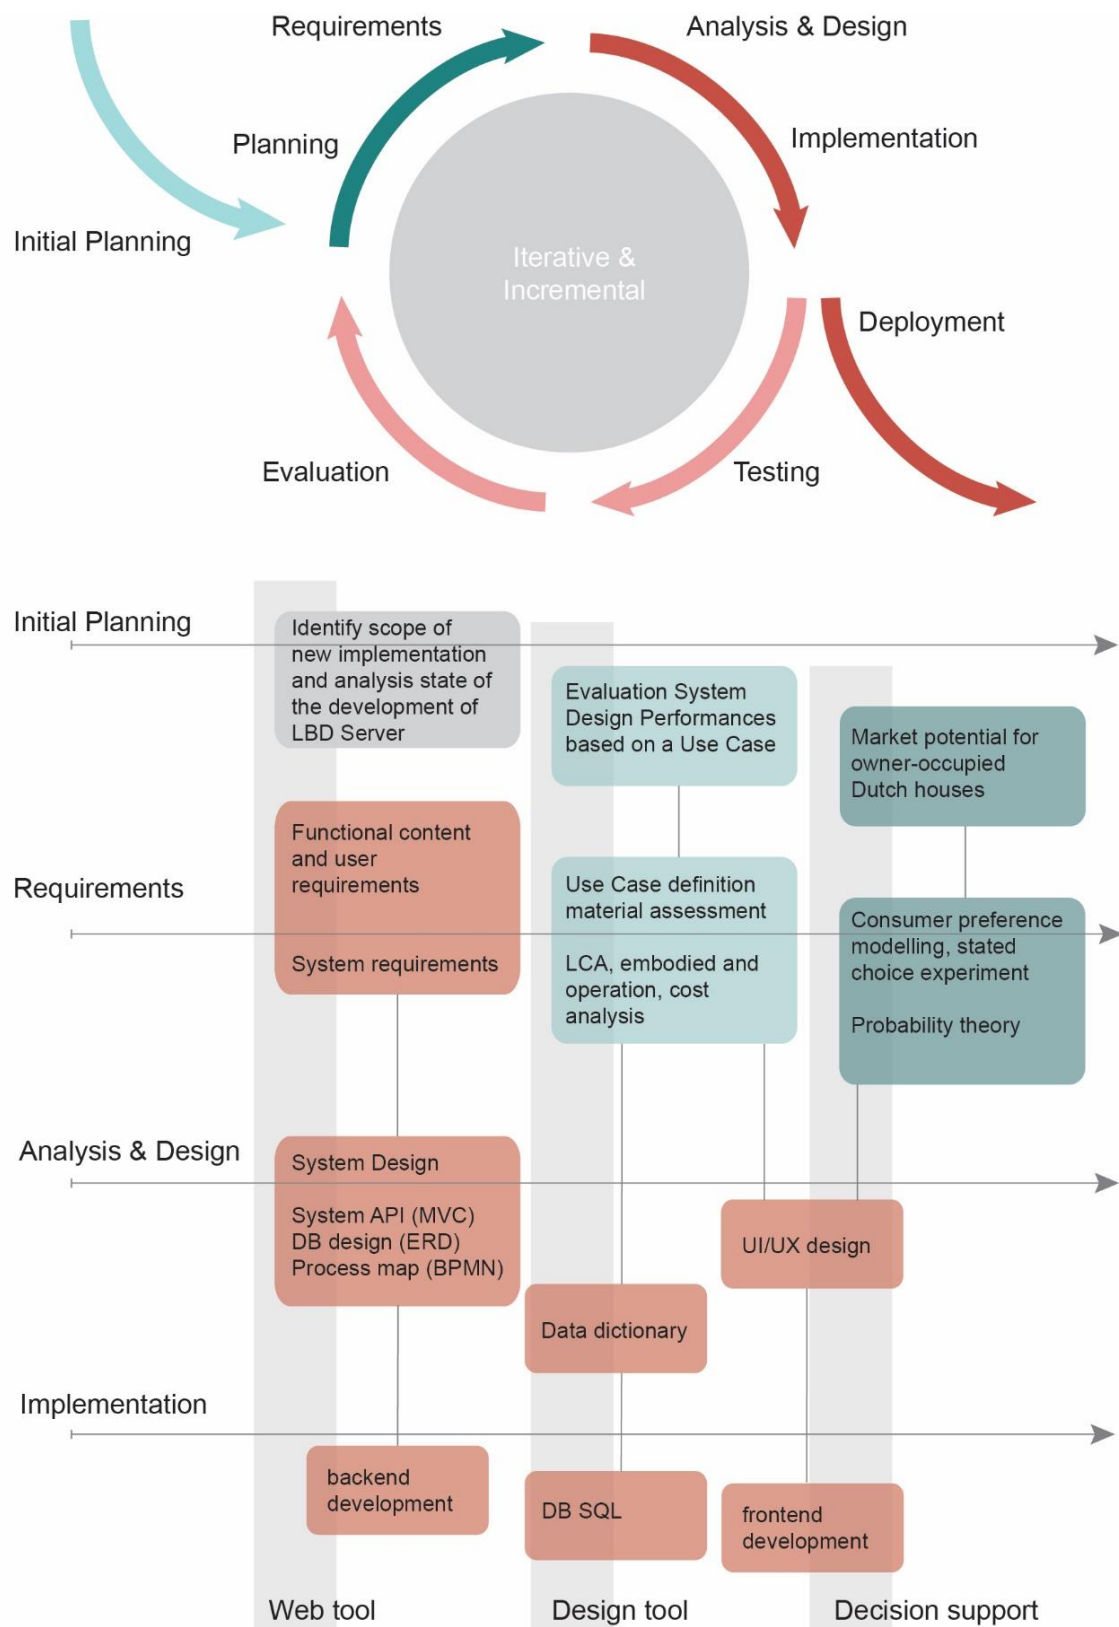 Requirements
Analysis & Design
Planning
Implementation
Initial Planning
Iterative &
Incremental
Deployment
Evaluation
Testing
Initial Planning
Identify scope of
new implementation
and analysis state of
the development of
LBD Server
Evaluation System
Design Performances
based on a Use Case
Market potential for
owner-occupied
Dutch houses
Requirements
Functional content
and user
requirements
System requirements
Use Case definition
material assessment
LCA, embodied and
operation, cost
analysis
Consumer preference
modelling, stated
choice experiment
Probability theory
Analysis & Design
System Design
System API (MVC)
DB design (ERD)
Process map (BPMN)
UI/UX design
Data dictionary
Implementation
backend
development
DB SQL
frontend
development
Web tool
Design tool
Decision support